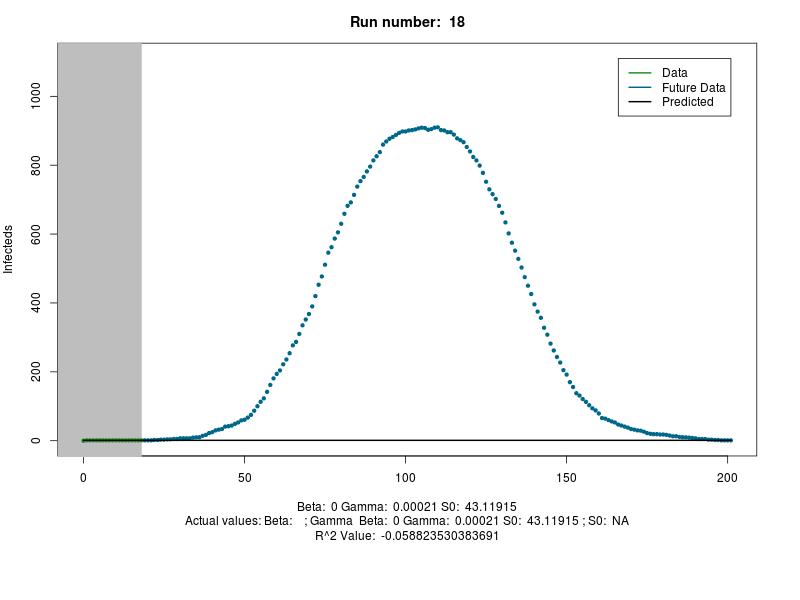 Run number: 18
Data
Future Data
Predicted
1000
800
600
400
200
0
Infecteds
0 50 100 150 200
Beta: 0 Gamma: 0.00021 S0: 43.11915
Actual values: Beta: ; Gamma Beta: 0 Gamma: 0.00021 S0: 43.11915 ; S0: NA
R^2 Value: -0.058823530383691